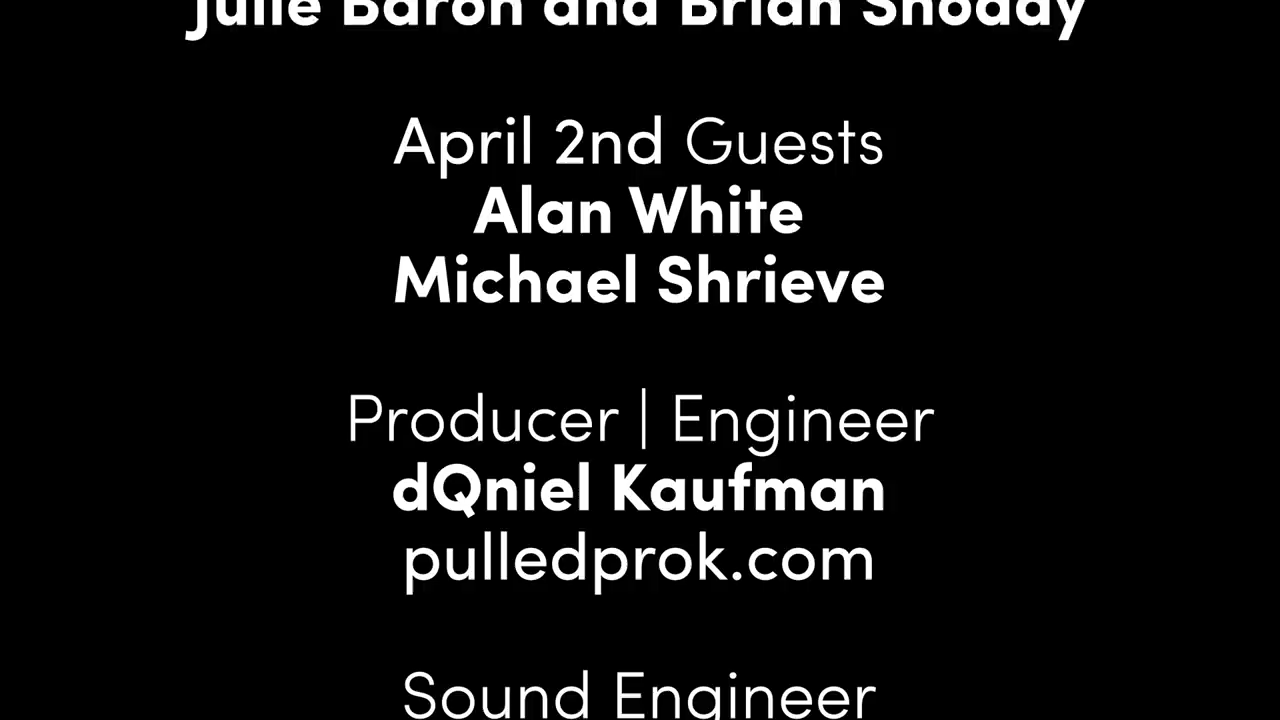 Julie Baron and Brian Shoddy
April 2nd Guests
Alan White
Michael Shrieve
Producer | Engineer
dQniel Kaufman
pulledprok.com
Sound Engineer